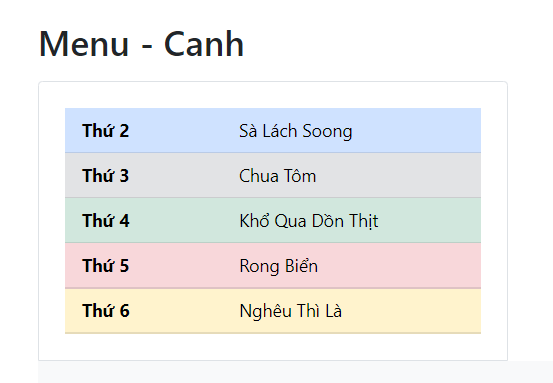 Menu - Canh
Thứ 2 Sà Lách Soong
Thứ 3 Chua Tôm
Thứ 4 Khổ Qua Dồn Thịt
Thứ 5 Rong Biển
Thứ 6 Nghêu Thì Là